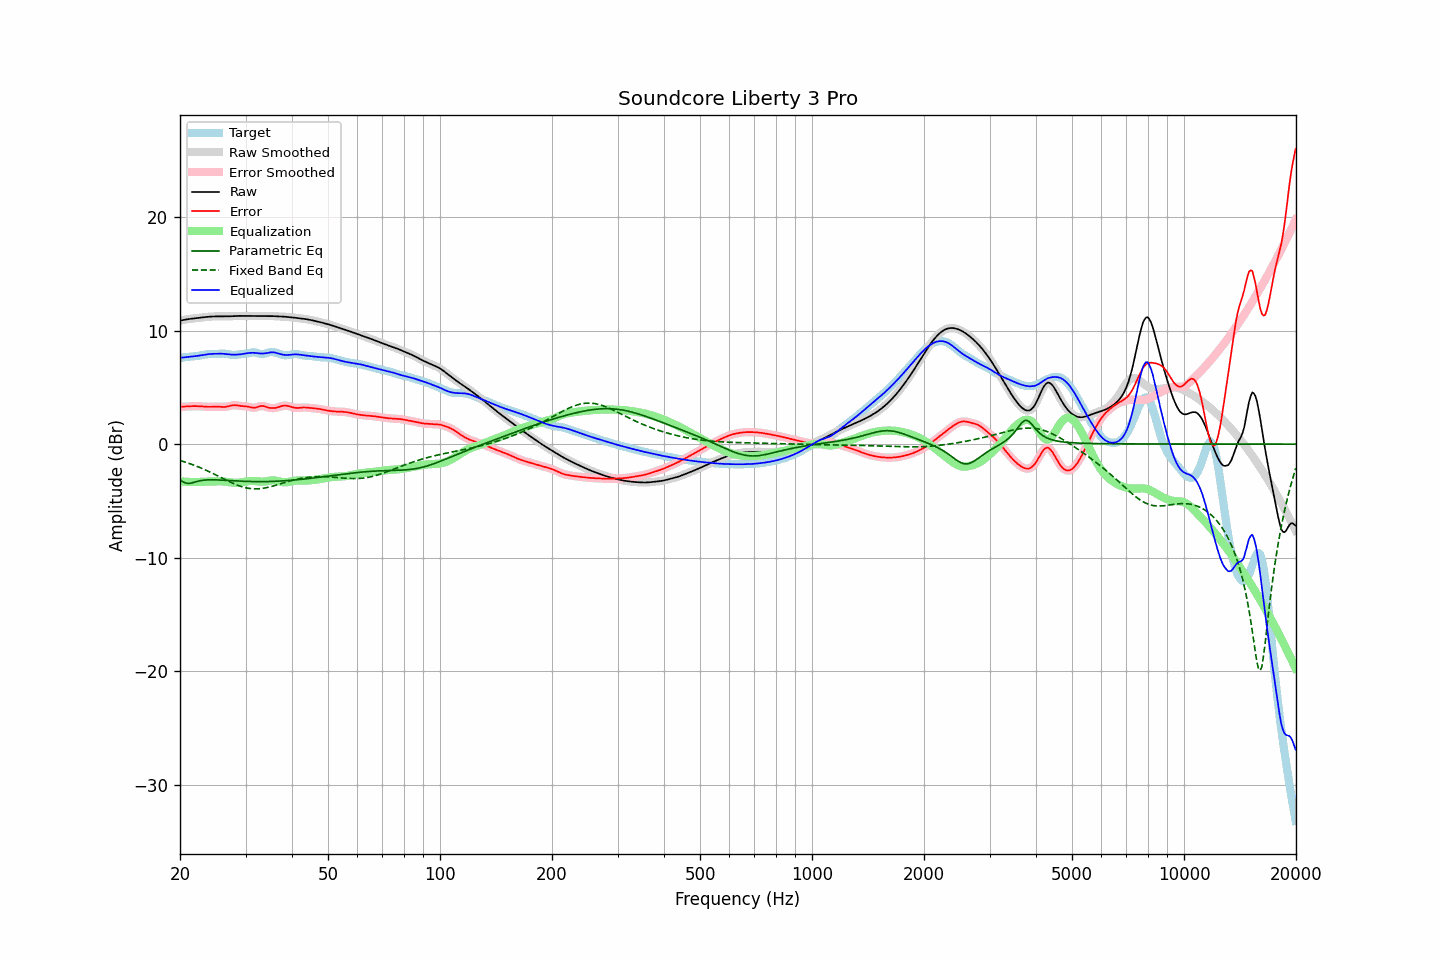 Soundcore Liberty 3 Pro
Target
Raw Smoothed
Error Smoothed
Raw
Error
Equalization
Parametric Eq
Fixed Band Eq
Equalized
20
10
0
−10
−20
−30
Amplitude (dBr)
20
50
100
200
500
1000
2000
5000
10000
20000
Frequency (Hz)